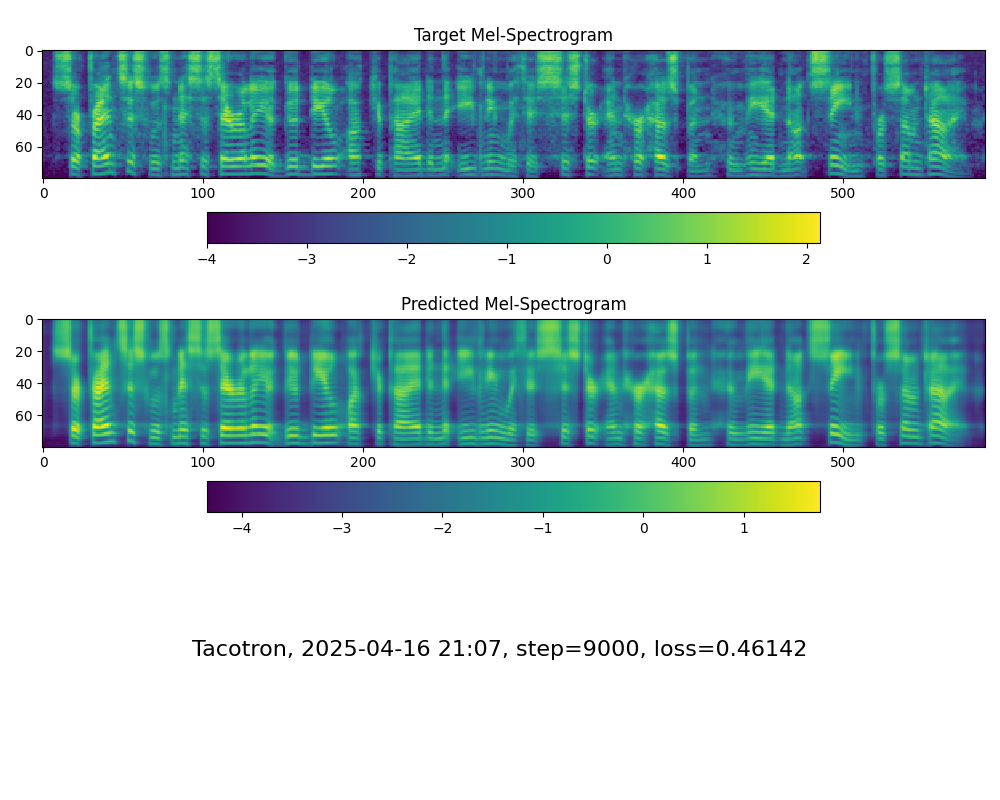 Target Mel-Spectrogram
0
20
40
60
0 100 200 300 400 500
−4 −3 −2 −1 0 1 2
Predicted Mel-Spectrogram
0
20
40
60
100 200 300 400 500
−4 −3 −2 −1 0 1
Tacotron, 2025-04-16 21:07, step=9000, loss=0.46142